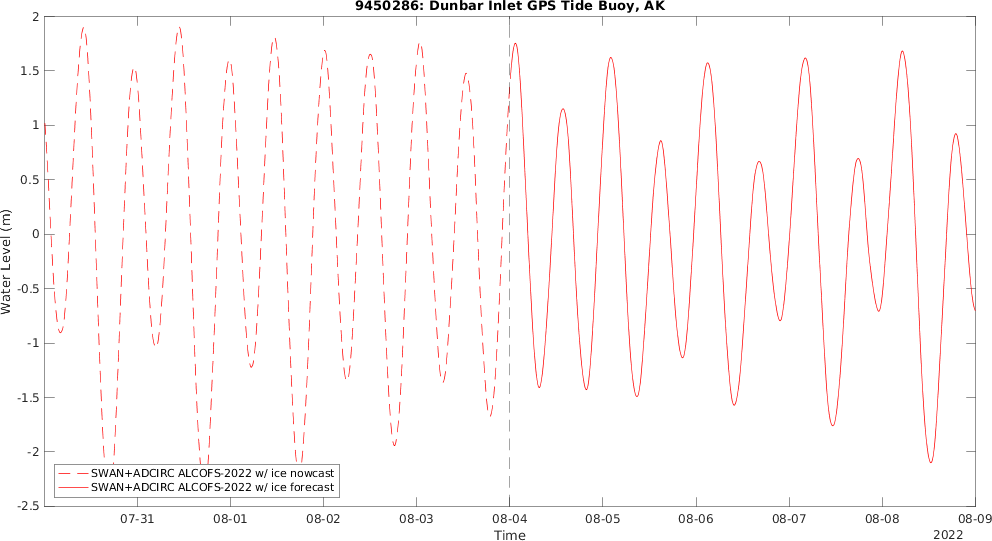 9450286: Dunbar Inlet GPS Tide Buoy, AK
Water Level (m)
2
1.5
1
0.5
0
-0.5
-1
-1.5
-2
-2.5
SWAN+ADCIRC ALCOFS-2022 w/ ice nowcast
SWAN+ADCIRC ALCOFS-2022 w/ ice forecast
07-31 08-01 08-02 08-03 08-04 08-05 08-06 08-07 08-08 08-09
Time
2022